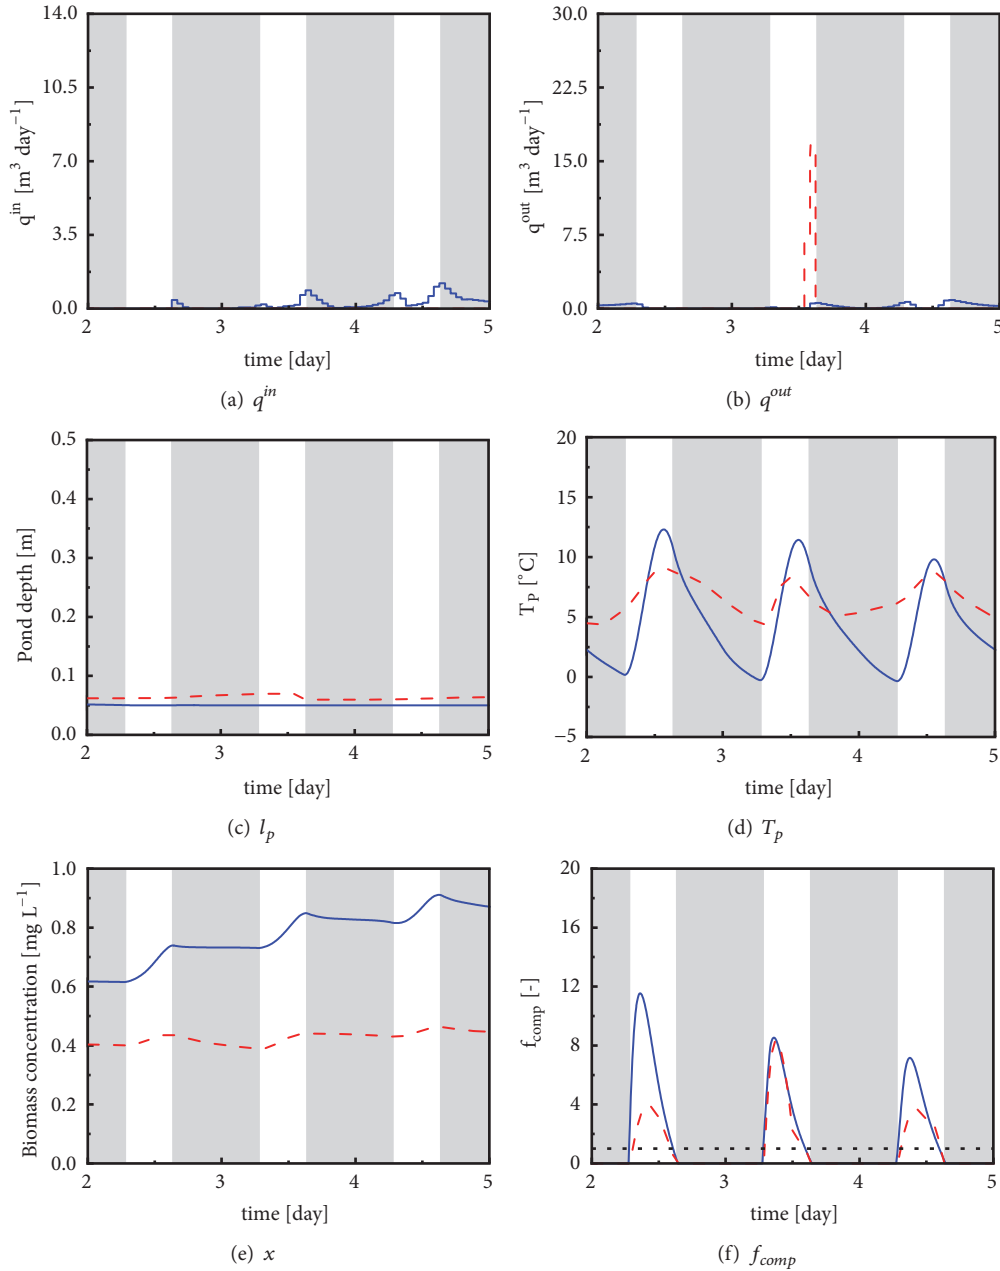 14.0
10.5
7.0
3.5
0.0
q^in [m^3 day^−1]
2 3 4 5
time [day]
(a) q^in
30.0
22.5
15.0
7.5
0.0
q^out [m^3 day^−1]
2 3 4 5
time [day]
(b) q^out
0.5
0.4
0.3
0.2
0.1
0.0
Pond depth [m]
2 3 4 5
time [day]
(c) l_p
20
15
10
5
0
−5
T_P [°C]
2 3 4 5
time [day]
(d) T_p
1.0
0.8
0.6
0.4
0.2
0.0
Biomass concentration [mg L^−1]
2 3 4 5
time [day]
(e) x
20
16
12
8
4
0
f_comp [-]
2 3 4 5
time [day]
(f) f_comp